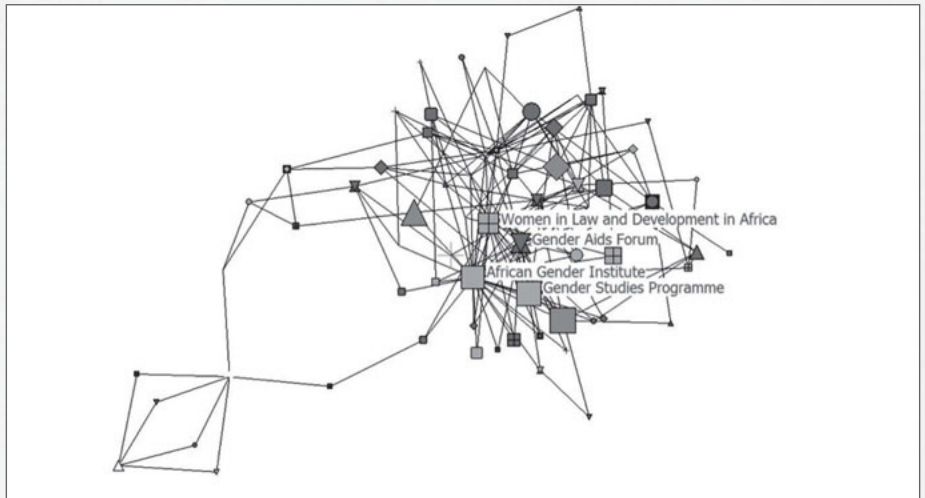 Women in Law and Development in Africa
Gender Aids Forum
African Gender Institute
Gender Studies Programme